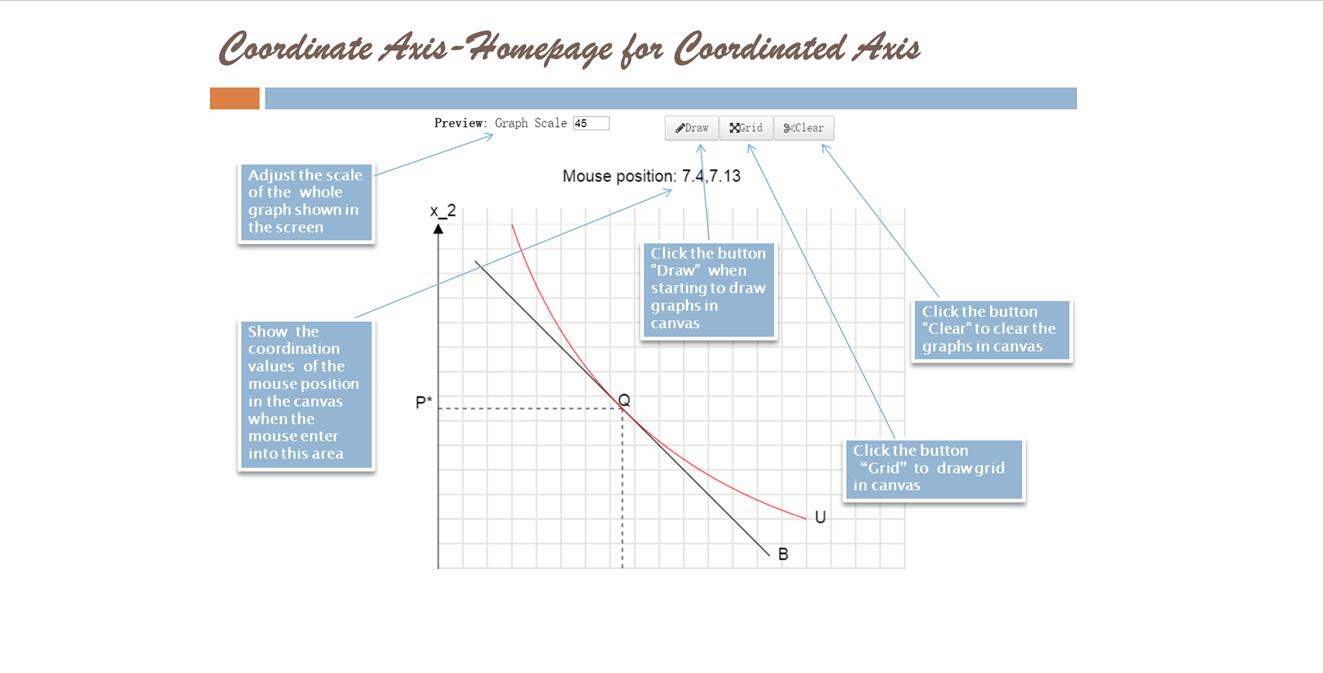 Coordinate Axis-Homepage for Coordinated Axis
Preview: Graph Scale 45
Draw
Grid
Clear
Adjust the scale
of the whole
graph shown in
the screen
Mouse position: 7.4,7.13
x_2
Click the button
“Draw” when
starting to draw
graphs in
canvas
Click the button
“Clear” to clear the
graphs in canvas
Show the
coordination
values of the
mouse position
in the canvas
when the
mouse enter
into this area
P*
Q
Click the button
“Grid” to draw grid
in canvas
U
B